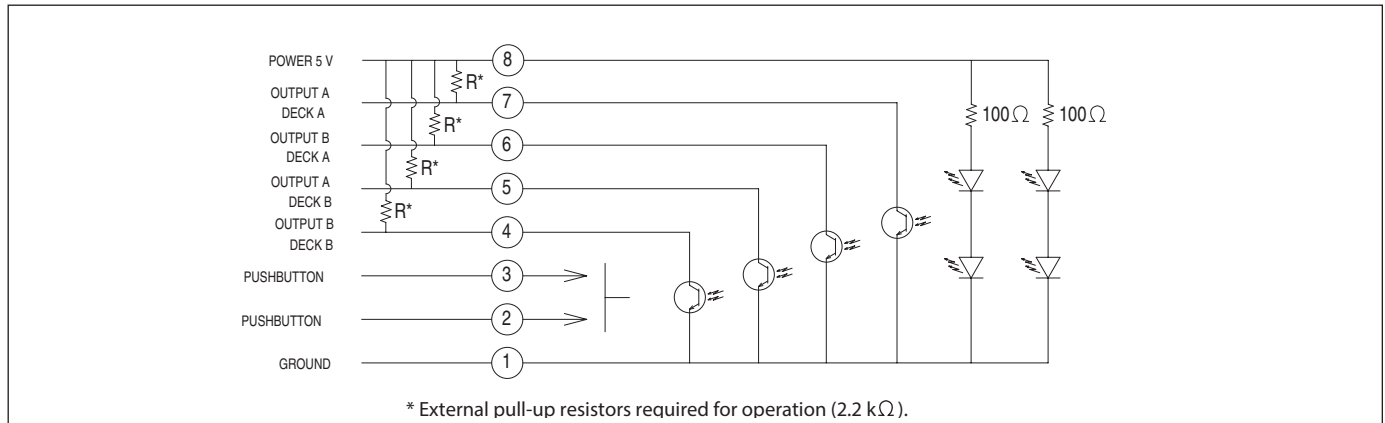 POWER 5 V
8
R*
OUTPUT A
DECK A
7
100Ω
100Ω
R*
OUTPUT B
DECK A
6
R*
OUTPUT A
DECK B
5
R*
OUTPUT B
DECK B
4
PUSHBUTTON
3
PUSHBUTTON
2
GROUND
1
* External pull-up resistors required for operation (2.2 kΩ).